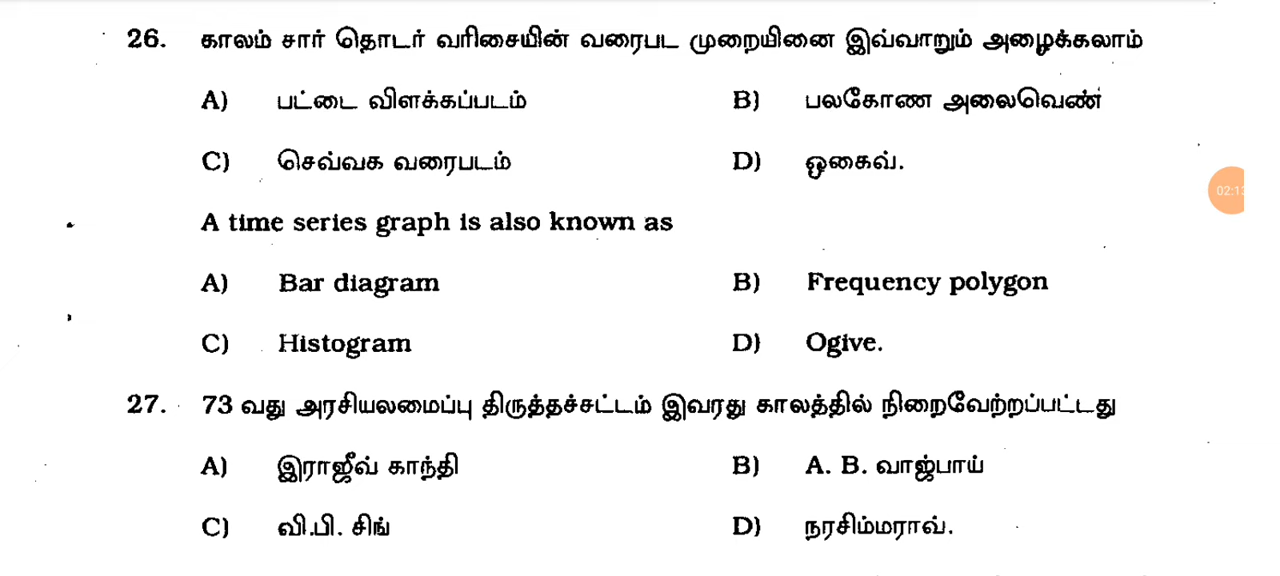 26. காலம் சார் தொடர் வரிசையின் வரைபட முறையினை இவ்வாறும் அழைக்கலாம்
A) பட்டை விளக்கப்படம் B) பலகோண அலைவெண்
C) செவ்வக வரைபடம் D) ஒகைவ்.
A time series graph is also known as
A) Bar diagram B) Frequency polygon
C) Histogram D) Ogive.
27. 73 வது அரசியலமைப்பு திருத்தச்சட்டம் இவரது காலத்தில் நிறைவேற்றப்பட்டது
A) இராஜீவ் காந்தி B) A. B. வாஜ்பாய்
C) வி.பி. சிங் D) நரசிம்மராவ்.